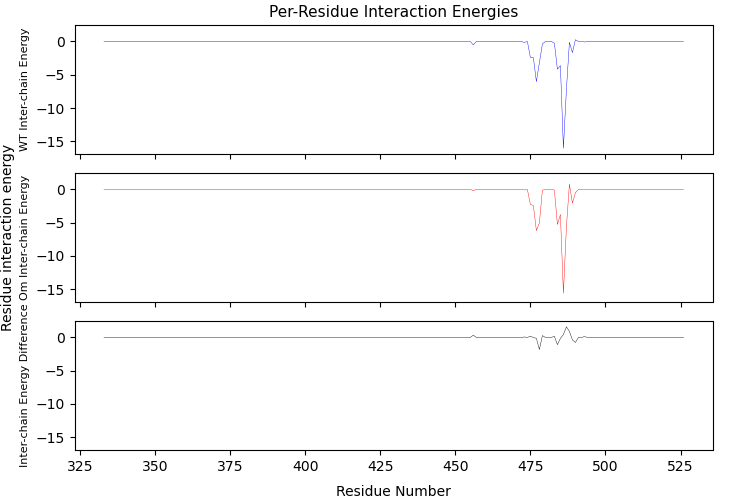 Per-Residue Interaction Energies
WT Inter-chain Energy
0
−5
−10
−15
Residue interaction energy
Om Inter-chain Energy
0
−5
−10
−15
Inter-chain Energy Difference
0
−5
−10
−15
325 350 375 400 425 450 475 500 525
Residue Number